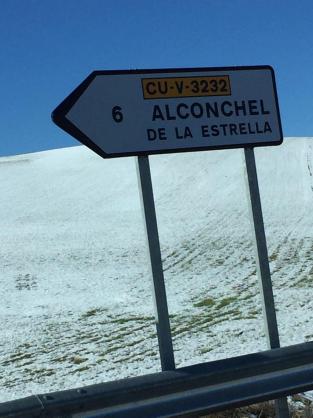 CU-V-3232
6 ALCONCHEL
DE LA ESTRELLA